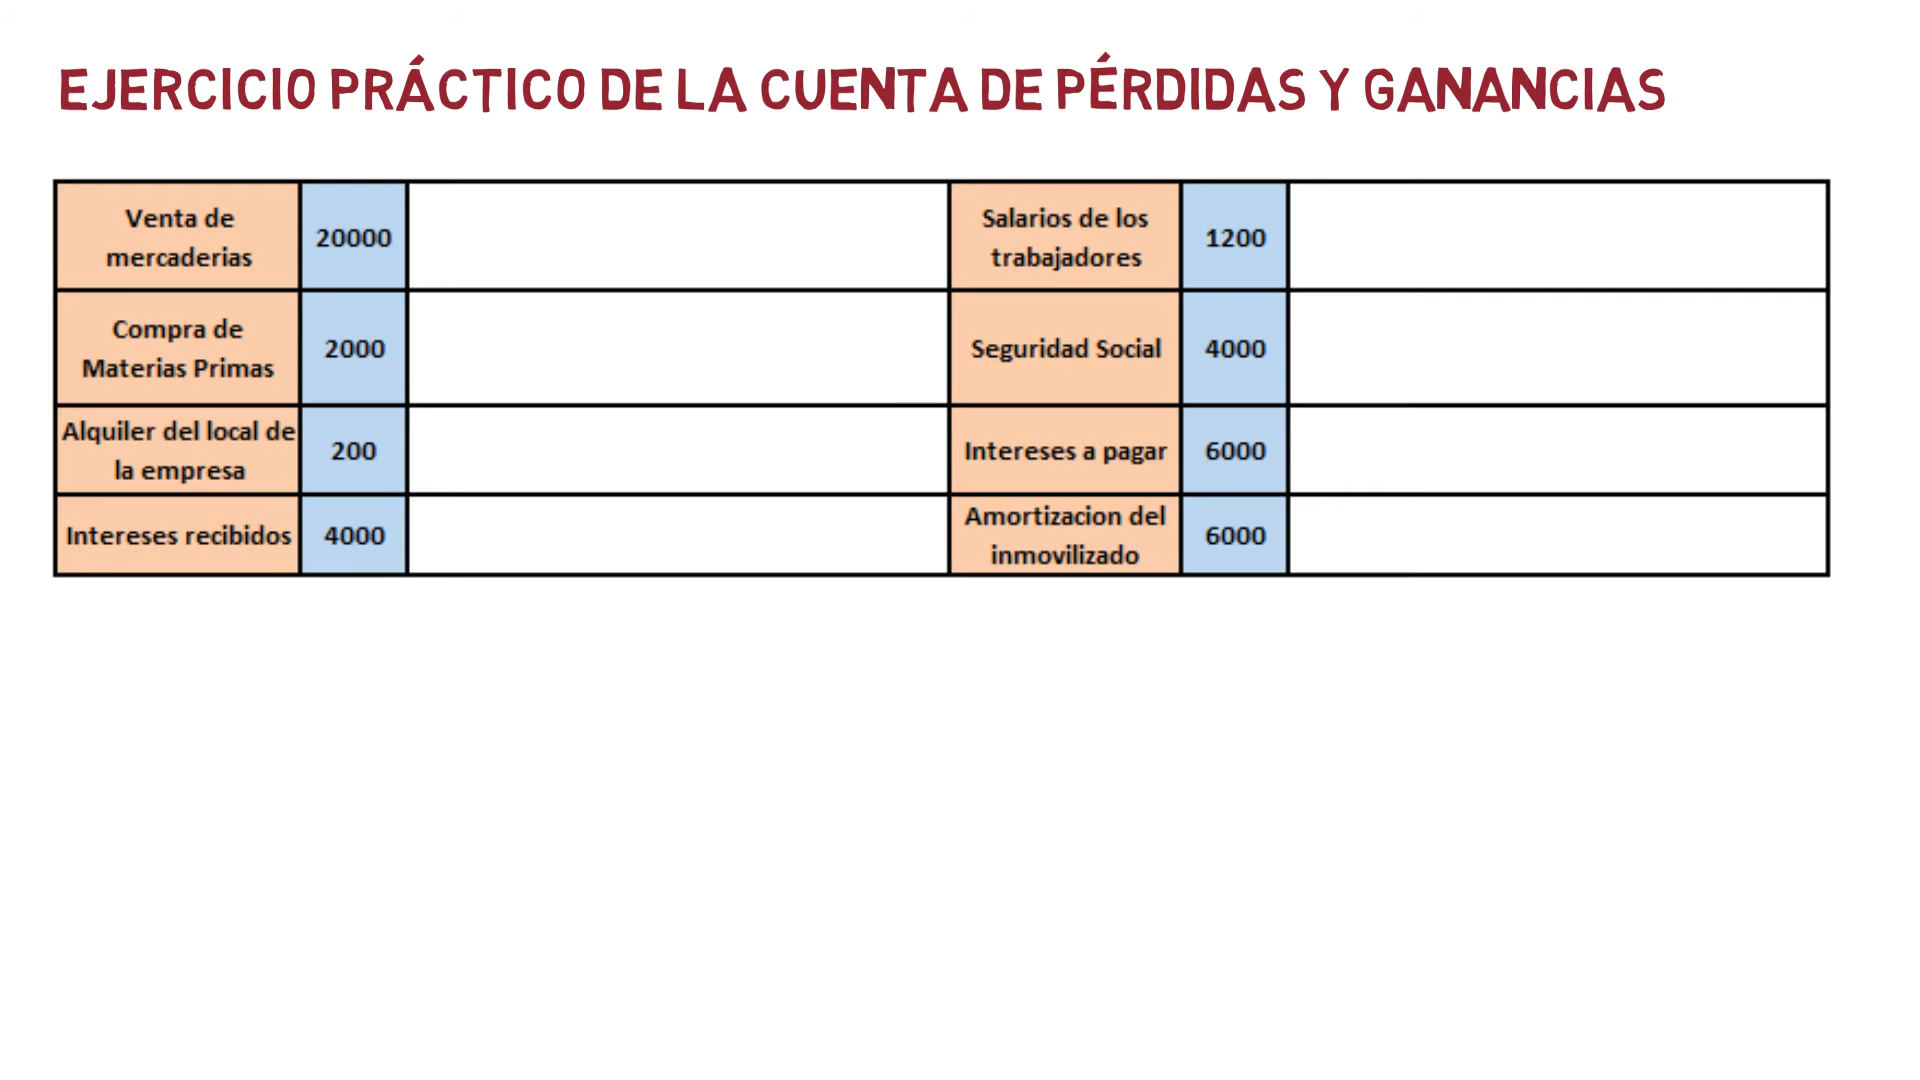 EJERCICIO PRÁCTICO DE LA CUENTA DE PÉRDIDAS Y GANANCIAS
Venta de
mercaderias
20000
Salarios de los
trabajadores
1200
Compra de
Materias Primas
2000
Seguridad Social
4000
Alquiler del local de
la empresa
200
Intereses a pagar
6000
Intereses recibidos
4000
Amortizacion del
inmovilizado
6000